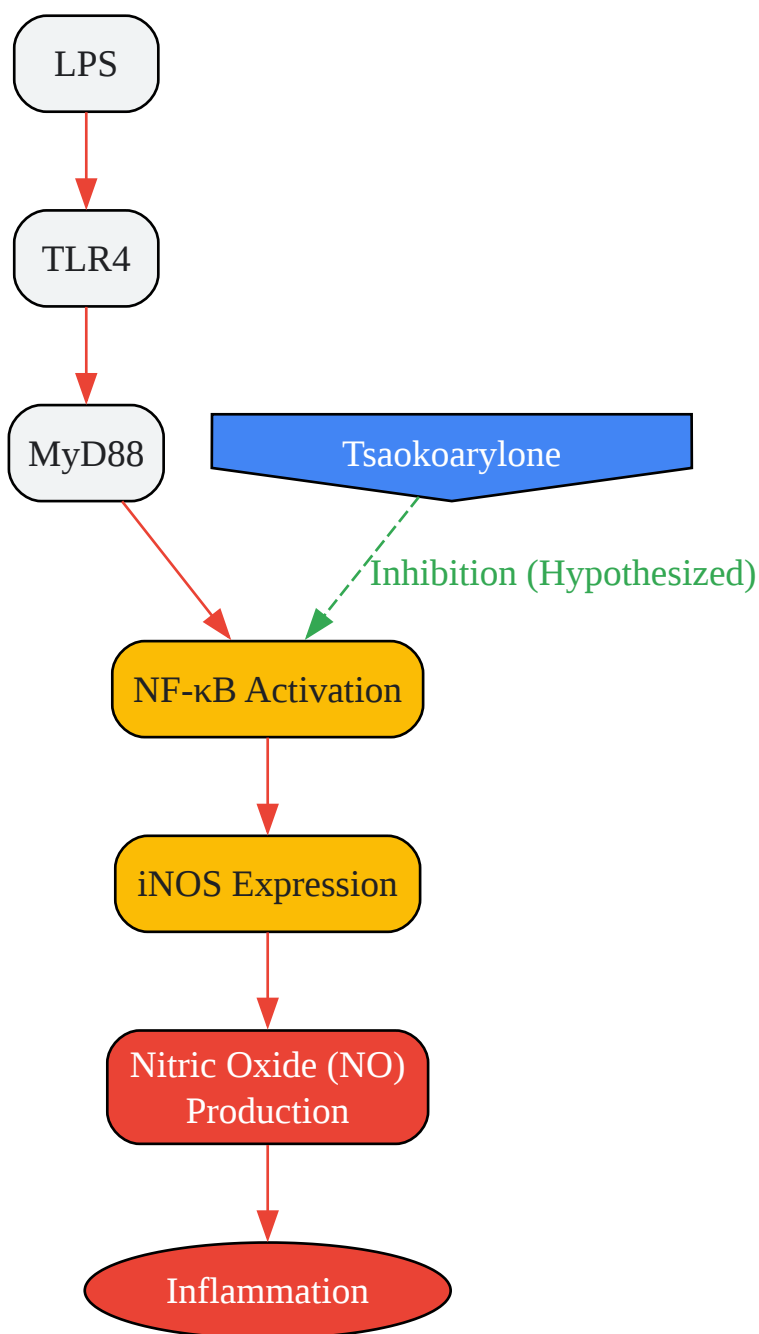 LPS
TLR4
MyD88
Tsaokoarylone
Inhibition (Hypothesized)
NF-κB Activation
iNOS Expression
Nitric Oxide (NO)
Production
Inflammation